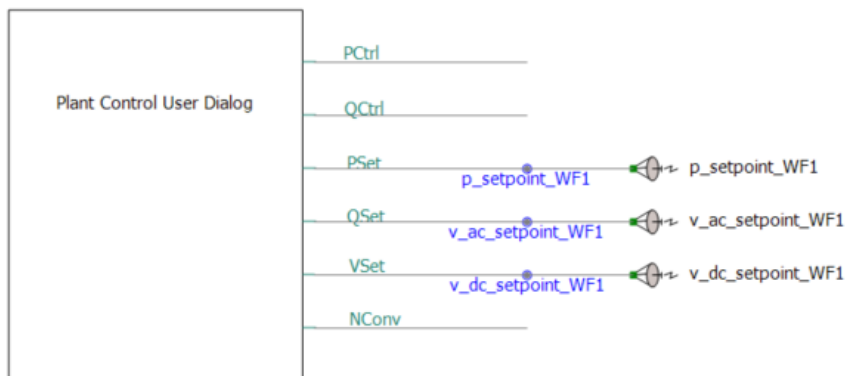 PCtrl
Plant Control User Dialog
QCtrl
PSet
p_setpoint_WF1
p_setpoint_WF1
QSet
v_ac_setpoint_WF1
v_ac_setpoint_WF1
VSet
v_dc_setpoint_WF1
v_dc_setpoint_WF1
NConv